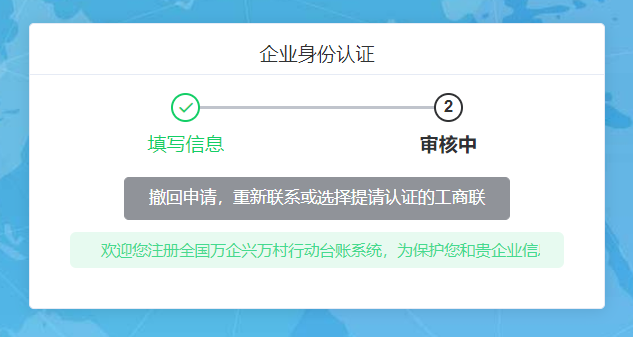 企业身份认证
2
填写信息
审核中
撤回申请，重新联系或选择提请认证的工商联
欢迎您注册全国万企兴万村行动台账系统，为保护您和贵企业信